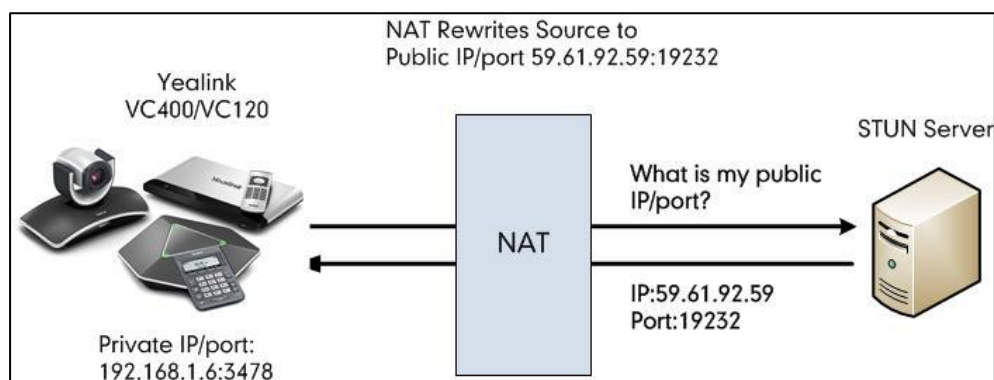 NAT Rewrites Source to
Public IP/port 59.61.92.59:19232
Yealink
VC400/VC120
STUN Server
Yealink
What is my public
IP/port?
NAT
IP:59.61.92.59
Port:19232
Private IP/port:
192.168.1.6:3478